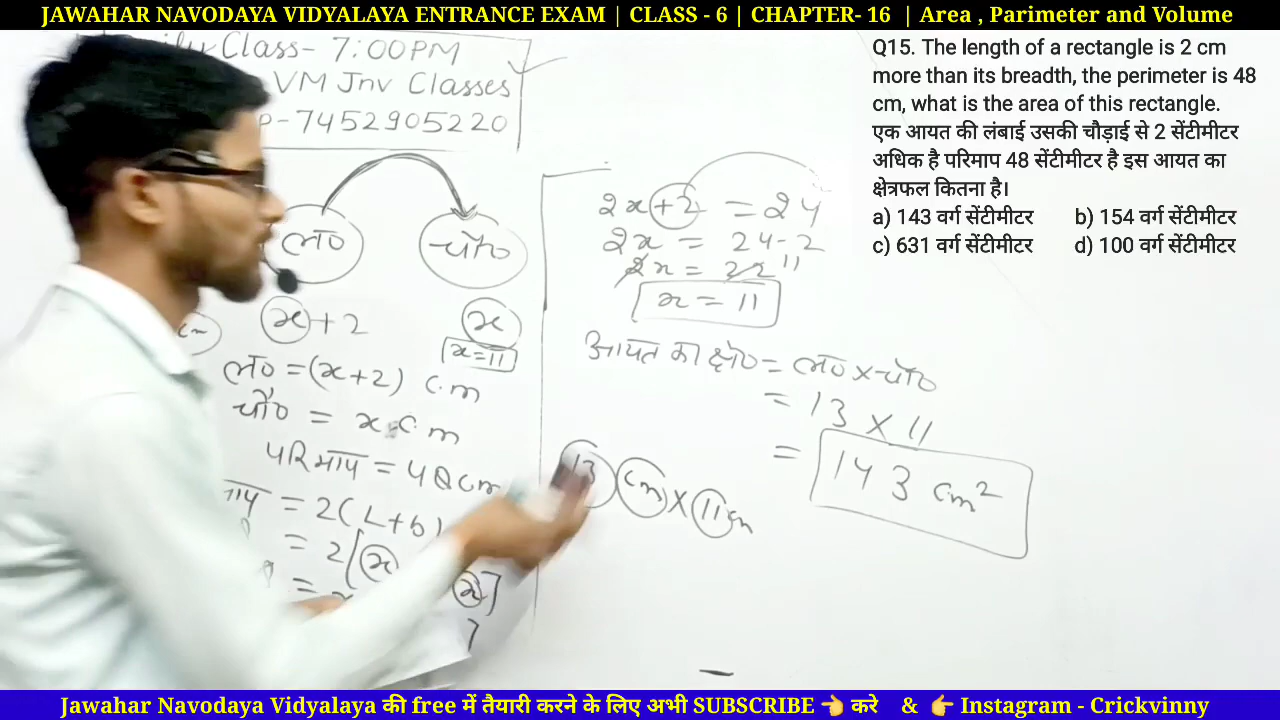 JAWAHAR NAVODAYA VIDYALAYA ENTRANCE EXAM | CLASS - 6 | CHAPTER- 16 | Area , Parimeter and Volume
Class- 7:00PM
VM Jnv Classes
7452905220
लं०
चौ०
x+2
x
x=11
लं० = (x+2) cm
चौ० = x cm
परिमाप = 48cm
= 2(L+b)
= 2[x
x]
=
]
2x+2 = 24
2x = 24-2
2x = 22 11
x = 11
आयत का क्षे० = लं० x चौ०
= 13 x 11
= 143 cm²
13 cm x 11cm
Q15. The length of a rectangle is 2 cm
more than its breadth, the perimeter is 48
cm, what is the area of this rectangle.
एक आयत की लंबाई उसकी चौड़ाई से 2 सेंटीमीटर
अधिक है परिमाप 48 सेंटीमीटर है इस आयत का
क्षेत्रफल कितना है।
a) 143 वर्ग सेंटीमीटर b) 154 वर्ग सेंटीमीटर
c) 631 वर्ग सेंटीमीटर d) 100 वर्ग सेंटीमीटर
Jawahar Navodaya Vidyalaya की free में तैयारी करने के लिए अभी SUBSCRIBE 👈 करे & 👉 Instagram - Crickvinny